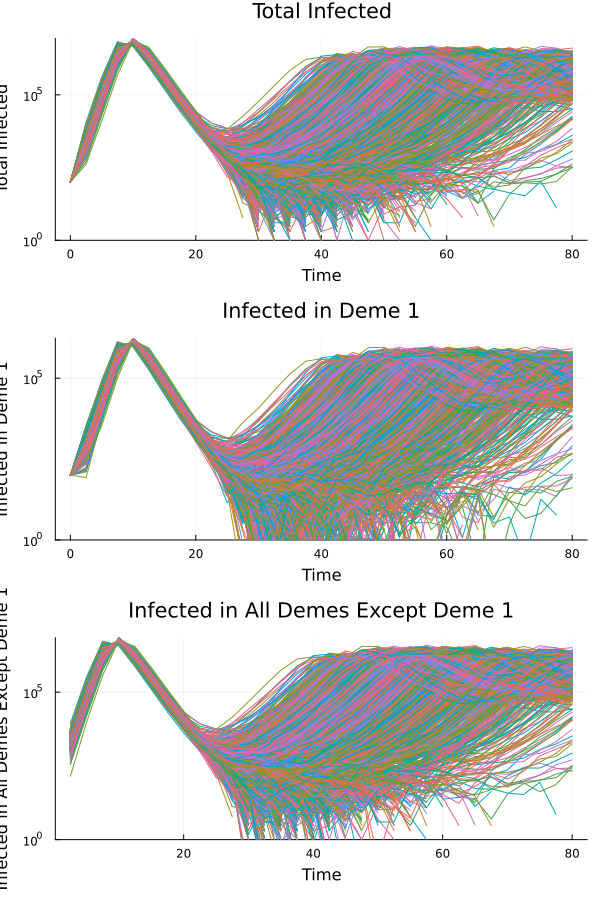 Total Infected
Total Infected
10^5
10^0
0 20 40 60 80
Time
Infected in Deme 1
Infected in Deme 1
10^5
10^0
0 20 40 60 80
Time
Infected in All Demes Except Deme 1
Infected in All Demes Except Deme 1
10^5
10^0
20 40 60 80
Time